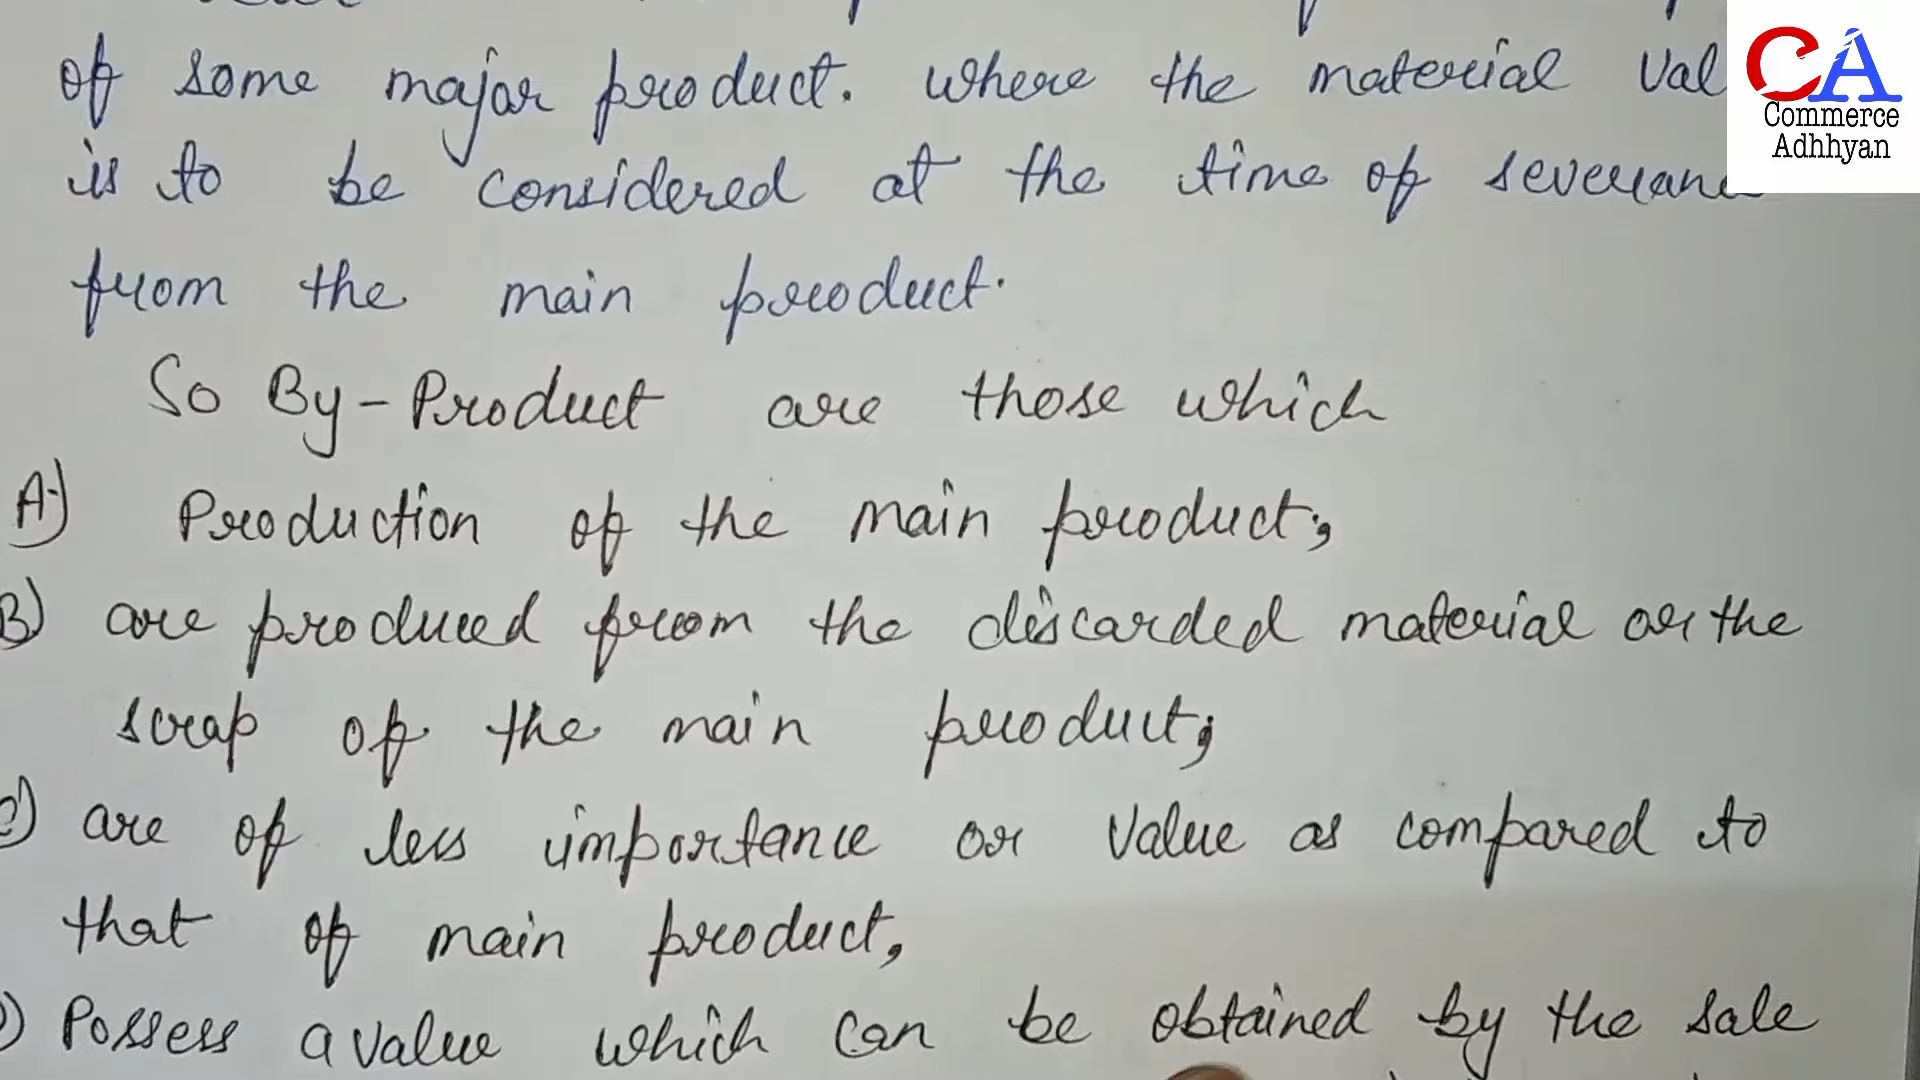 of some major product. where the material Val
is to be considered at the time of severanc
from the main product.
So By-Product are those which
A) Production of the main product;
B) are produced from the discarded material or the
scrap of the main product;
C) are of less importance or Value as compared to
that of main product,
) Possess a value which can be obtained by the sale
CA
Commerce
Adhhyan